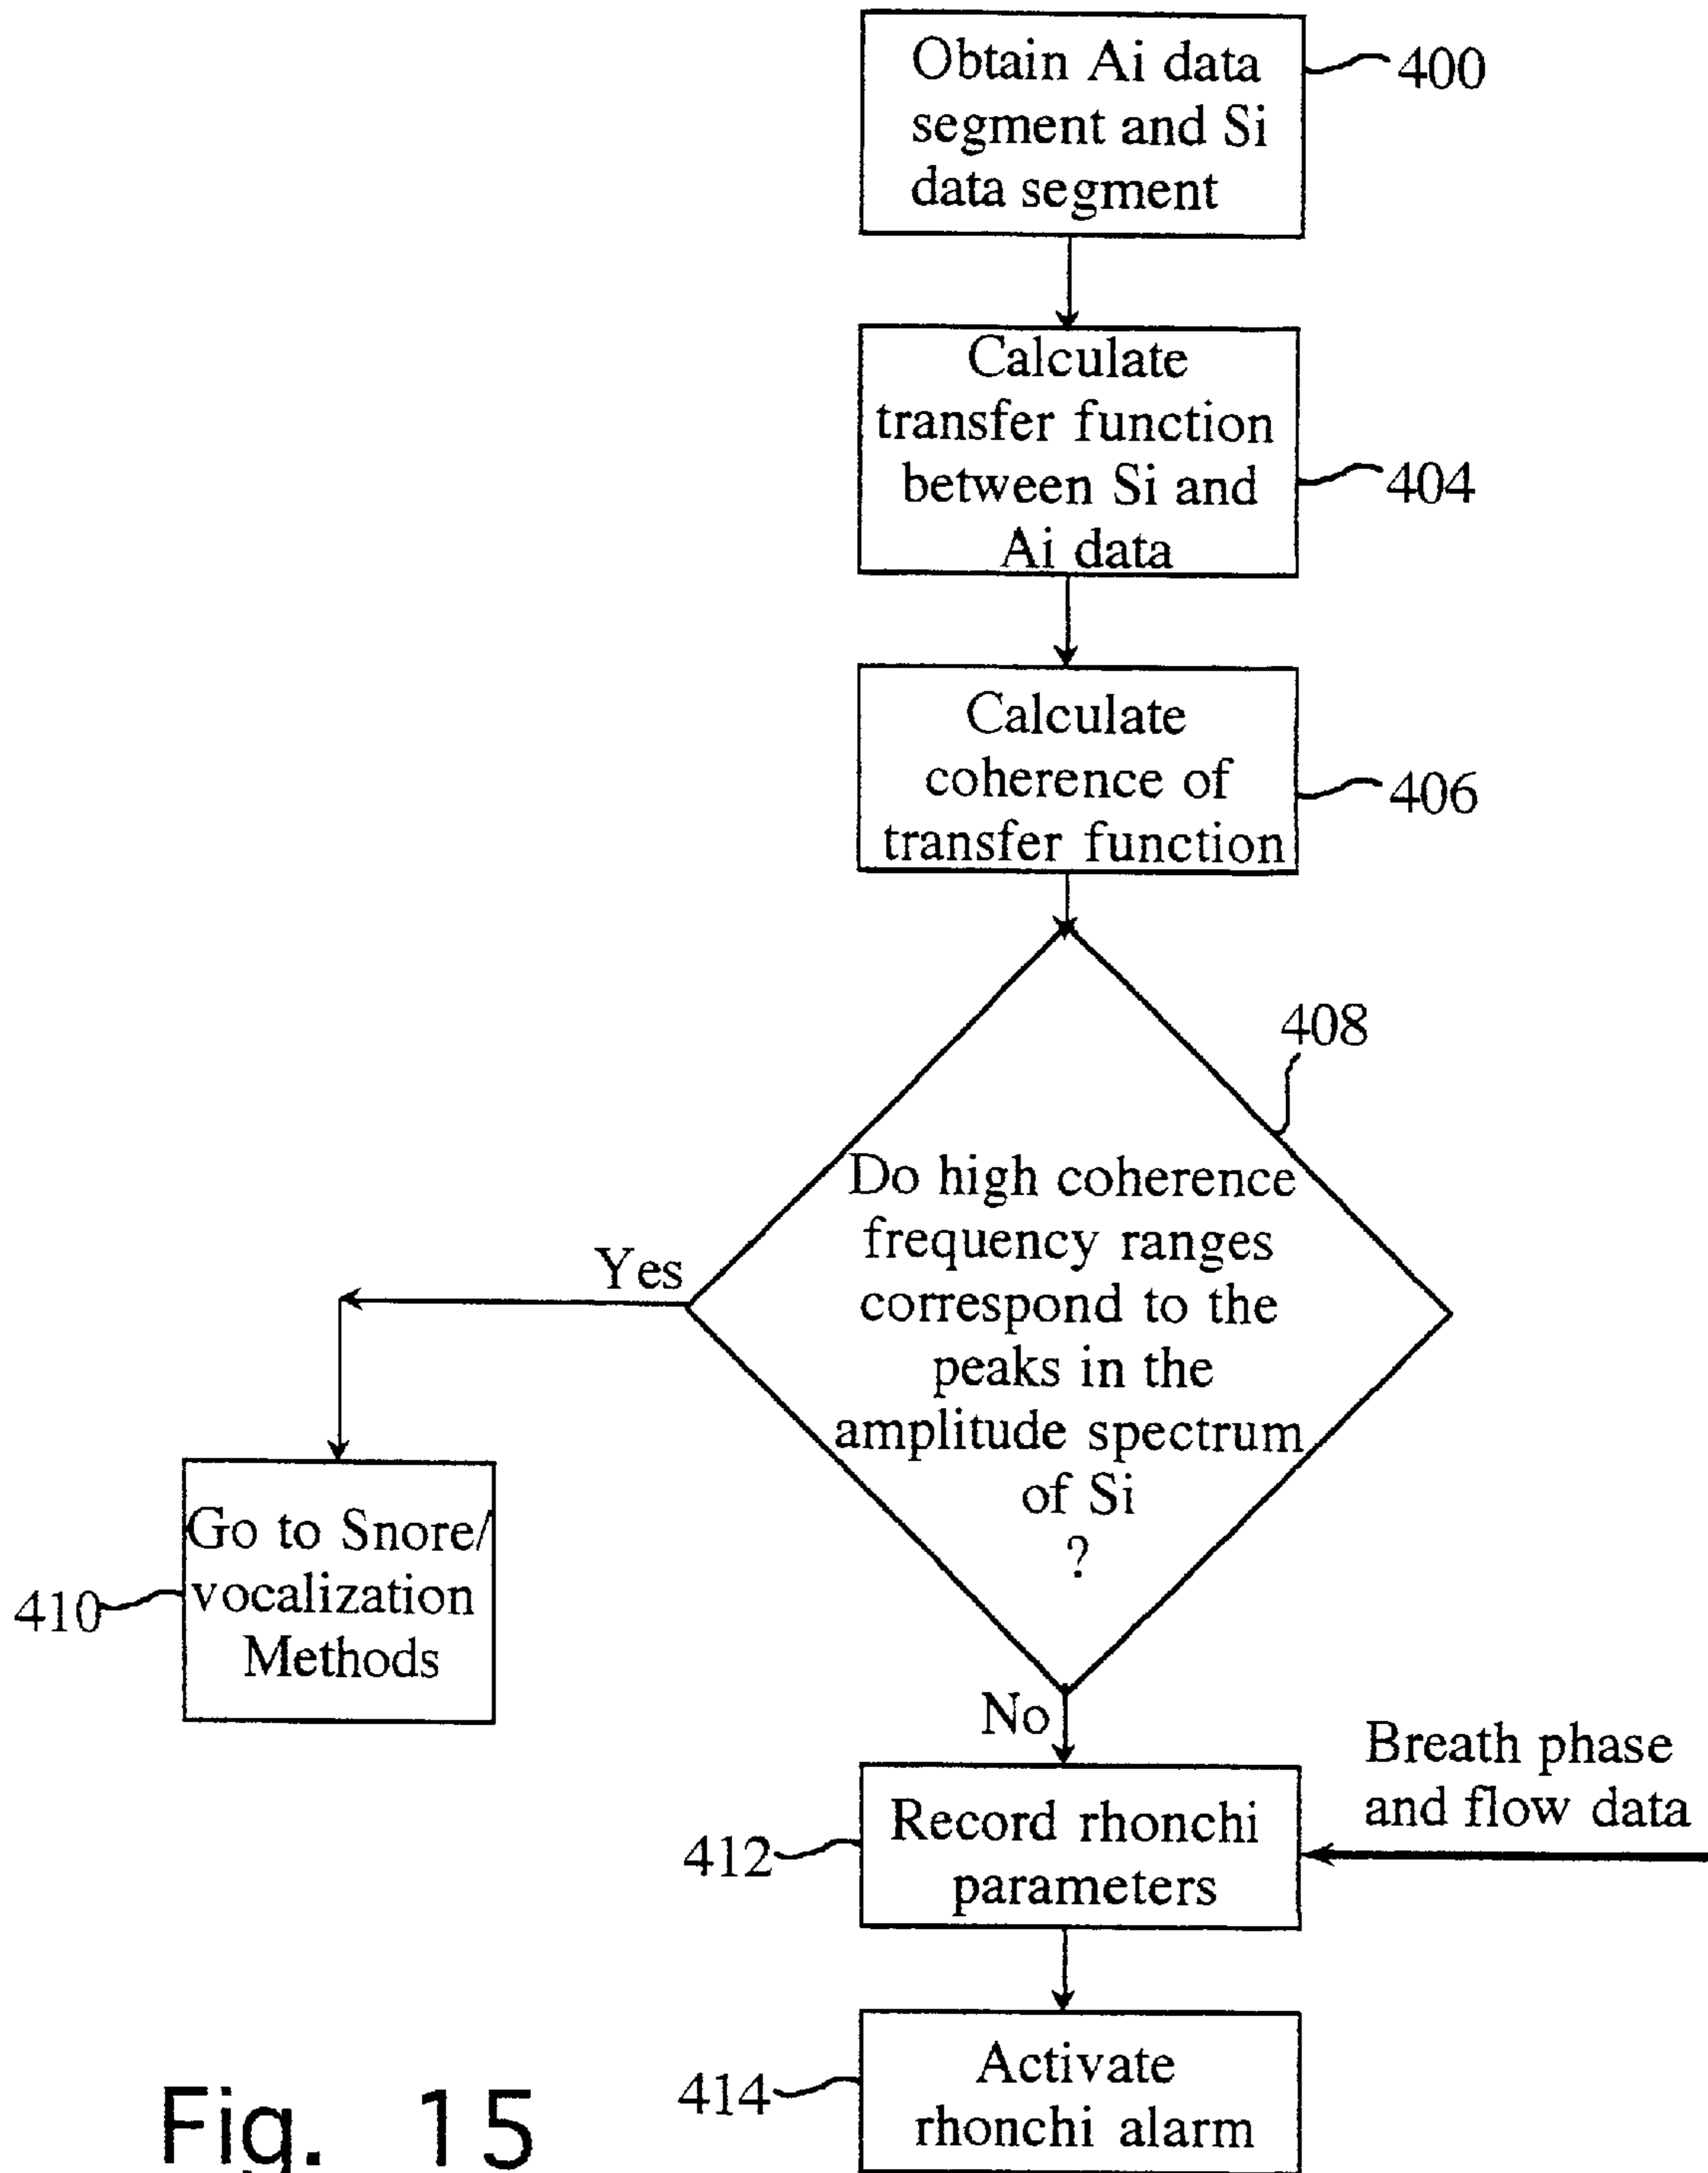 Obtain Ai data
segment and Si
data segment
400
Calculate
transfer function
between Si and
Ai data
404
Calculate
coherence of
transfer function
406
408
Do high coherence
frequency ranges
correspond to the
peaks in the
amplitude spectrum
of Si
?
Yes
Go to Snore/
vocalization
Methods
410
No
Breath phase
and flow data
Record rhonchi
parameters
412
Activate
rhonchi alarm
414
Fig. 15